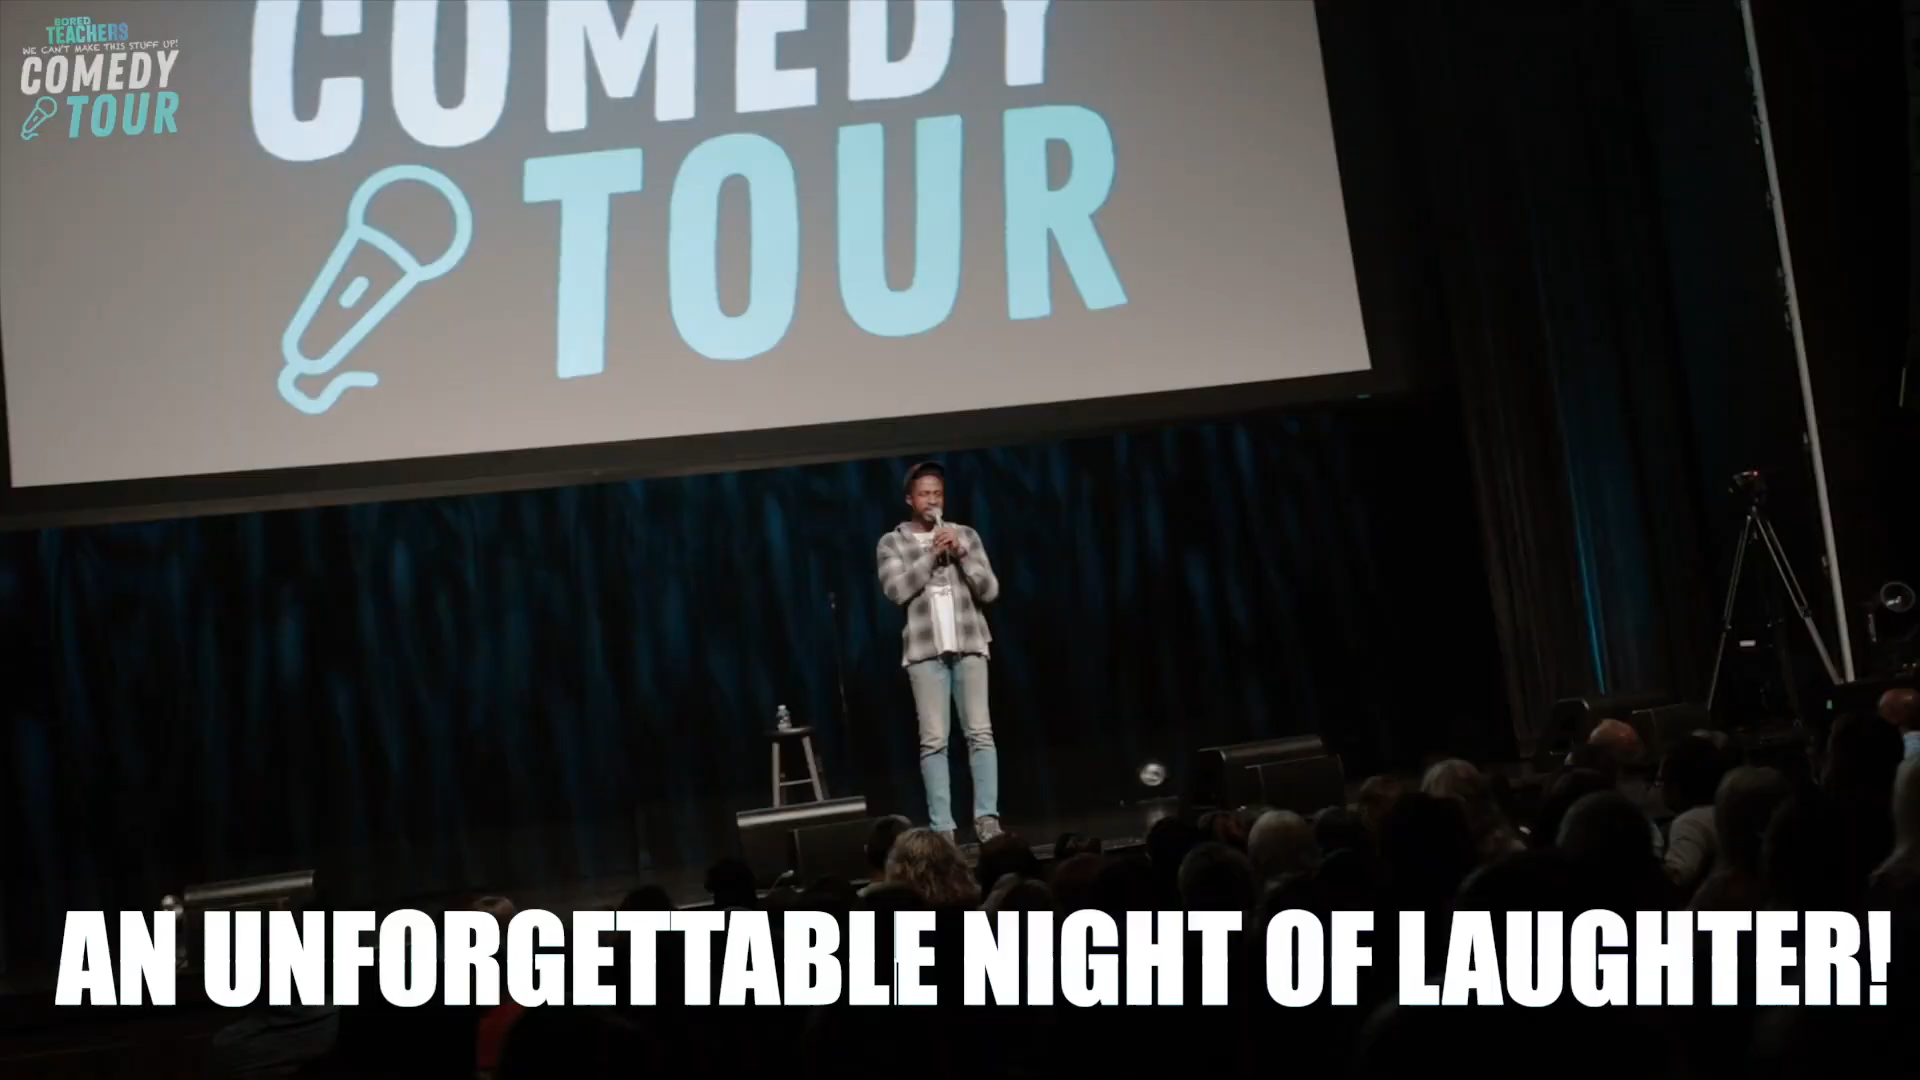 BORED
TEACHERS
WE CAN'T MAKE THIS STUFF UP!
COMEDY
TOUR
COMEDY
TOUR
AN UNFORGETTABLE NIGHT OF LAUGHTER!